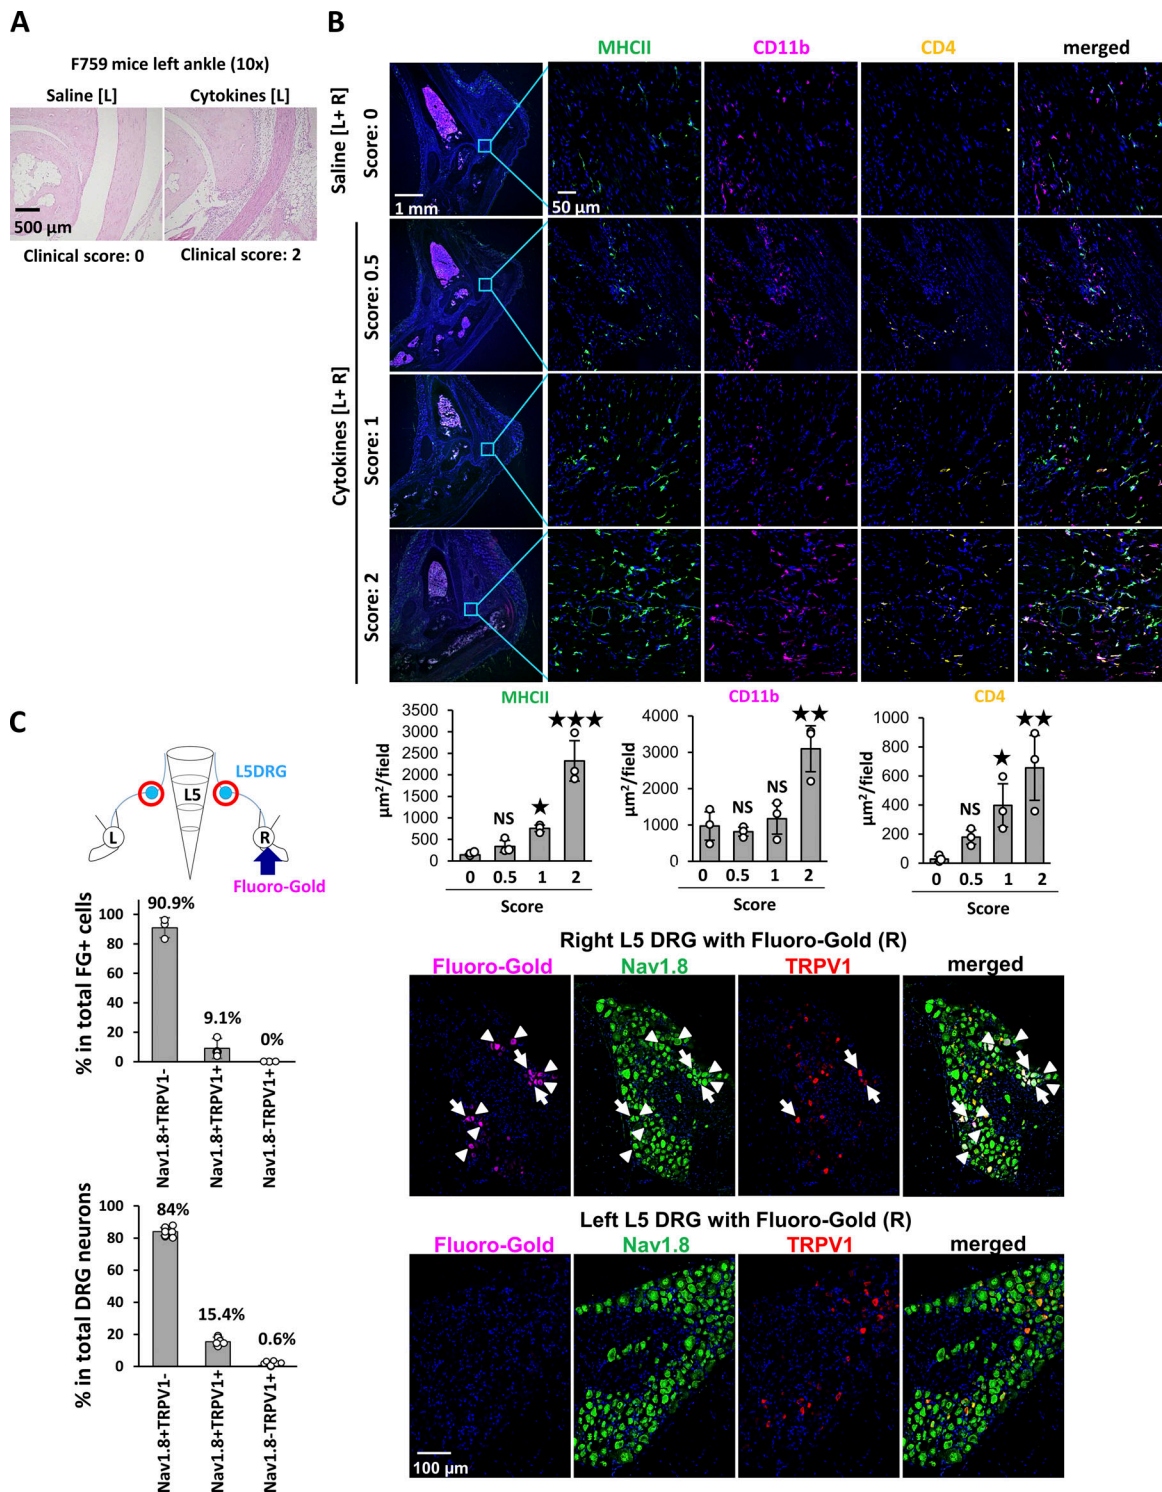 A
F759 mice left ankle (10x)
Saline [L]
Cytokines [L]
500 µm
Clinical score: 0
Clinical score: 2
B
MHCII
CD11b
CD4
merged
Saline [L+ R]
Score: 0
1 mm
50 µm
Cytokines [L+ R]
Score: 0.5
Score: 1
Score: 2
MHCII
µm²/field
3500
3000
2500
2000
1500
1000
500
0
NS
★
★★★
0 0.5 1 2
Score
CD11b
µm²/field
4000
3000
2000
1000
0
NS
NS
★★
0 0.5 1 2
Score
CD4
µm²/field
1000
800
600
400
200
0
NS
★
★★
0 0.5 1 2
Score
C
L5DRG
L5
L
R
Fluoro-Gold
% in total FG+ cells
100
80
60
40
20
0
90.9%
9.1%
0%
Nav1.8+TRPV1-
Nav1.8+TRPV1+
Nav1.8-TRPV1+
% in total DRG neurons
100
80
60
40
20
0
84%
15.4%
0.6%
Nav1.8+TRPV1-
Nav1.8+TRPV1+
Nav1.8-TRPV1+
Right L5 DRG with Fluoro-Gold (R)
Fluoro-Gold
Nav1.8
TRPV1
merged
Left L5 DRG with Fluoro-Gold (R)
Fluoro-Gold
Nav1.8
TRPV1
merged
100 µm